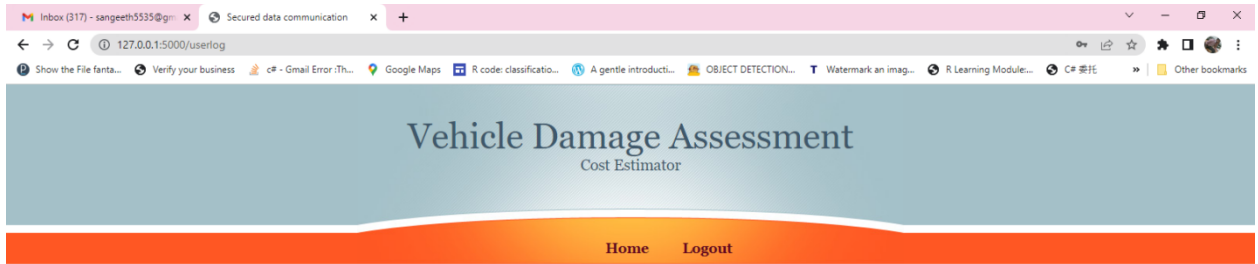 Inbox (317) - sangeeth5535@gm
Secured data communication
127.0.0.1:5000/userlog
Show the File fanta... Verify your business c# - Gmail Error :Th... Google Maps R code: classificatio... A gentle introducti... OBJECT DETECTION... Watermark an imag... R Learning Module:... C# 委托 » Other bookmarks
Vehicle Damage Assessment
Cost Estimator
Home Logout